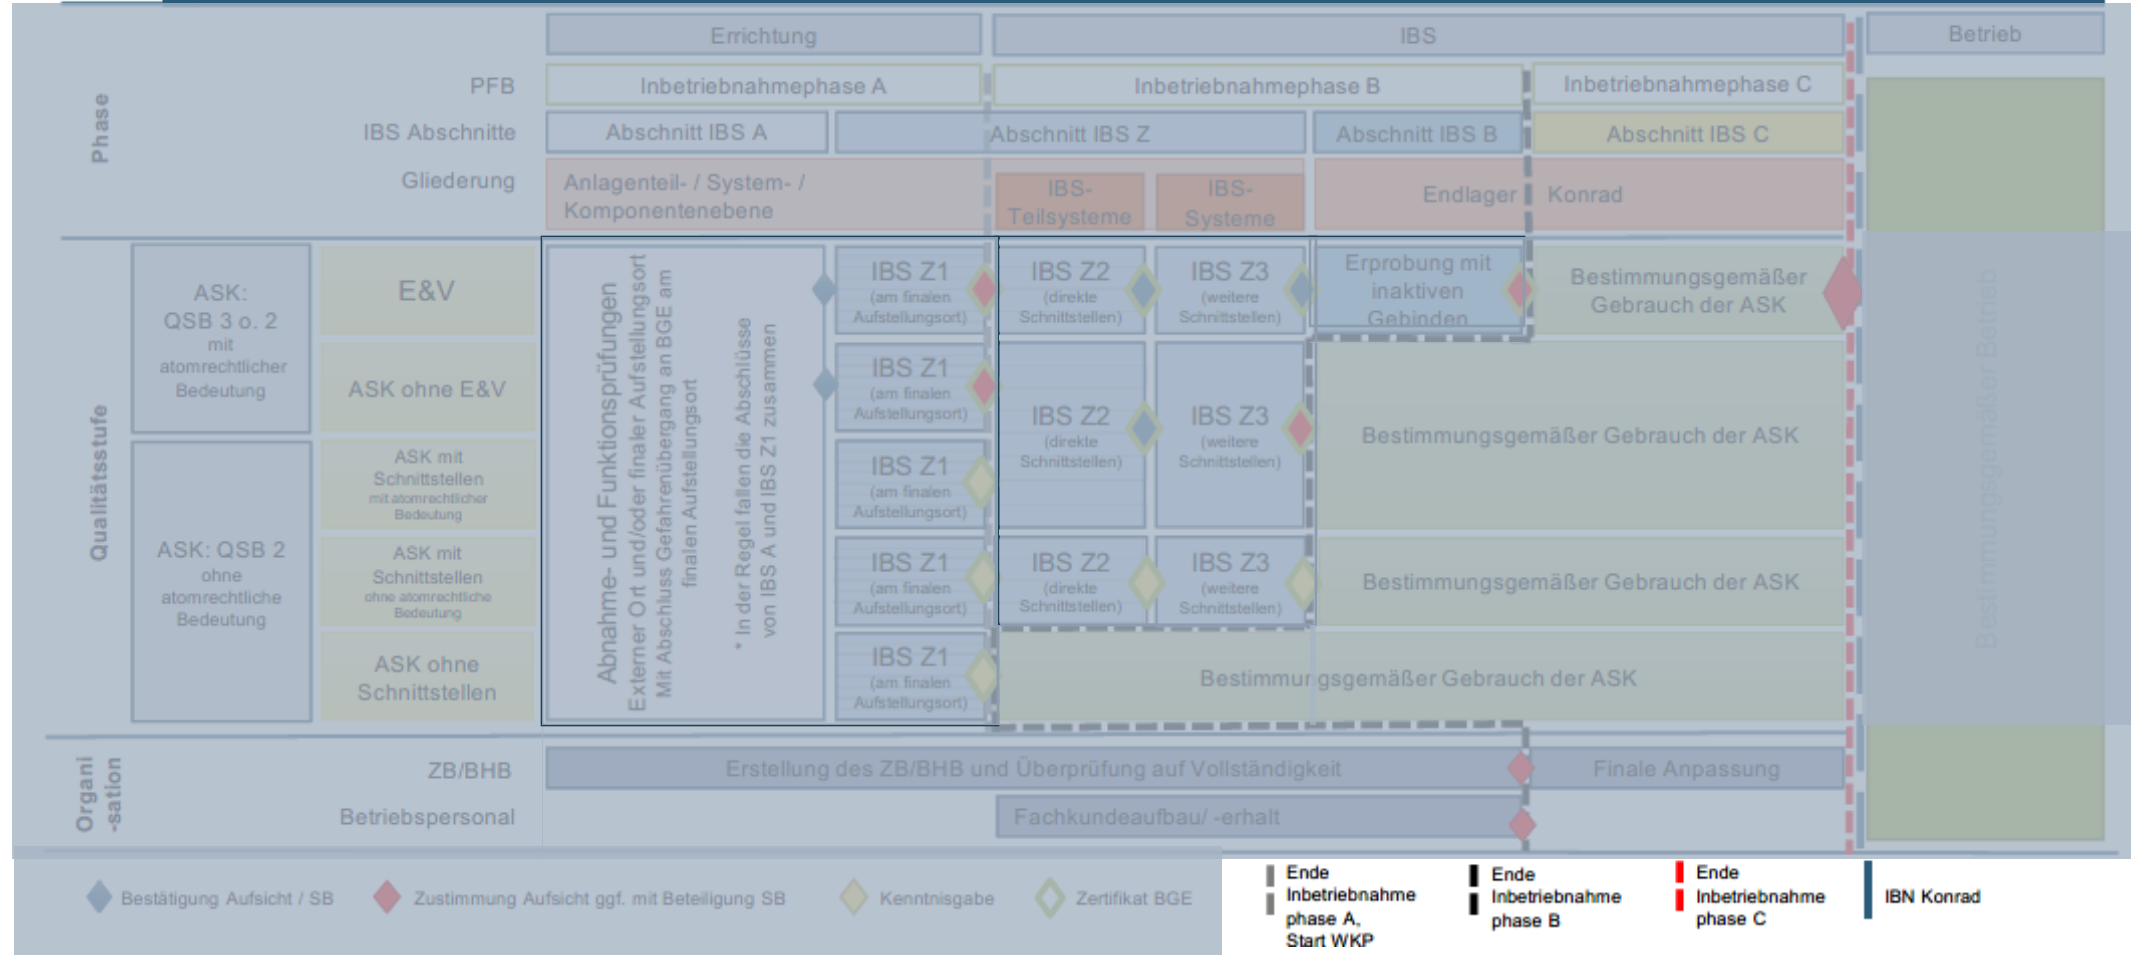 Errichtung
IBS
Betrieb
Phase
PFB
Inbetriebnahmephase A
Inbetriebnahmephase B
Inbetriebnahmephase C
IBS Abschnitte
Abschnitt IBS A
Abschnitt IBS Z
Abschnitt IBS B
Abschnitt IBS C
Gliederung
Anlagenteil- / System- /
Komponentenebene
IBS-
Teilsysteme
IBS-
Systeme
Endlager
Konrad
Qualitätsstufe
ASK:
QSB 3 o. 2
mit
atomrechtlicher
Bedeutung
E&V
ASK ohne E&V
ASK: QSB 2
ohne
atomrechtliche
Bedeutung
ASK mit
Schnittstellen
mit atomrechtlicher
Bedeutung
ASK mit
Schnittstellen
ohne atomrechtliche
Bedeutung
ASK ohne
Schnittstellen
Abnahme- und Funktionsprüfungen
Externer Ort und/oder finaler Aufstellungsort
Mit Abschluss Gefahrenübergang an BGE am
finalen Aufstellungsort
* In der Regel fallen die Abschlüsse
von IBS A und IBS Z1 zusammen
IBS Z1
(am finalen
Aufstellungsort)
IBS Z2
(direkte
Schnittstellen)
IBS Z3
(weitere
Schnittstellen)
Erprobung mit
inaktiven
Gebinden
Bestimmungsgemäßer
Gebrauch der ASK
IBS Z1
(am finalen
Aufstellungsort)
IBS Z2
(direkte
Schnittstellen)
IBS Z3
(weitere
Schnittstellen)
Bestimmungsgemäßer Gebrauch der ASK
IBS Z1
(am finalen
Aufstellungsort)
IBS Z1
(am finalen
Aufstellungsort)
IBS Z2
(direkte
Schnittstellen)
IBS Z3
(weitere
Schnittstellen)
Bestimmungsgemäßer Gebrauch der ASK
IBS Z1
(am finalen
Aufstellungsort)
Bestimmungsgemäßer Gebrauch der ASK
Bestimmungsgemäßer Betrieb
Organi
-sation
ZB/BHB
Erstellung des ZB/BHB und Überprüfung auf Vollständigkeit
Finale Anpassung
Betriebspersonal
Fachkundeaufbau/ -erhalt
Bestätigung Aufsicht / SB
Zustimmung Aufsicht ggf. mit Beteiligung SB
Kenntnisgabe
Zertifikat BGE
Ende
Inbetriebnahme
phase A,
Start WKP
Ende
Inbetriebnahme
phase B
Ende
Inbetriebnahme
phase C
IBN Konrad